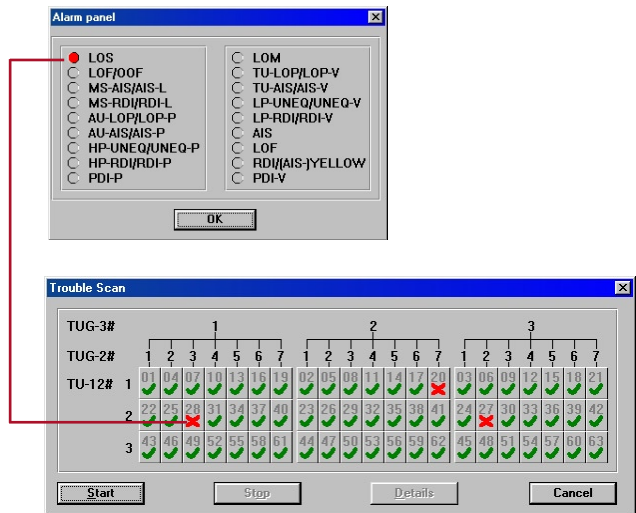 Alarm panel
LOS
LOF/OOF
MS-AIS/AIS-L
MS-RDI/RDI-L
AU-LOP/LOP-P
AU-AIS/AIS-P
HP-UNEQ/UNEQ-P
HP-RDI/RDI-P
PDI-P
LOM
TU-LOP/LOP-V
TU-AIS/AIS-V
LP-UNEQ/UNEQ-V
LP-RDI/RDI-V
AIS
LOF
RDI/(AIS-)YELLOW
PDI-V
OK
Trouble Scan
TUG-3# 1 2 3
TUG-2# 1 2 3 4 5 6 7 1 2 3 4 5 6 7 1 2 3 4 5 6 7
TU-12# 1 01 04 07 10 13 16 19 02 05 08 11 14 17 20 03 06 09 12 15 18 21
2 22 25 28 31 34 37 40 23 26 29 32 35 38 41 24 27 30 33 36 39 42
3 43 46 49 52 55 58 61 44 47 50 53 56 59 62 45 48 51 54 57 60 63
Start Stop Details Cancel